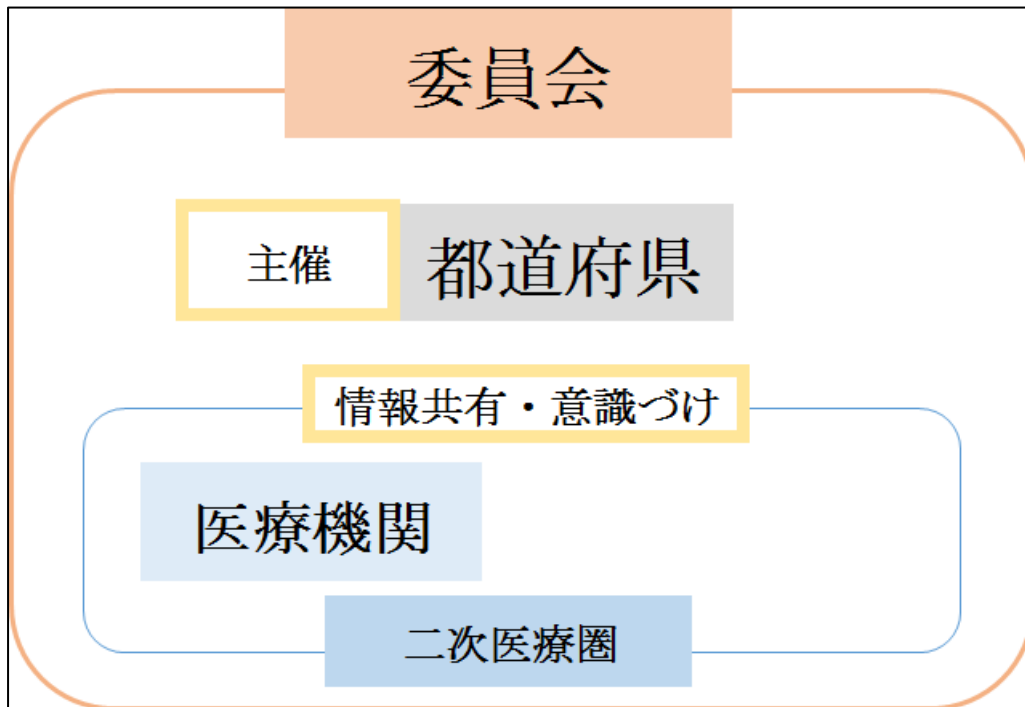 委員会
主催
都道府県
情報共有・意識づけ
医療機関
二次医療圏